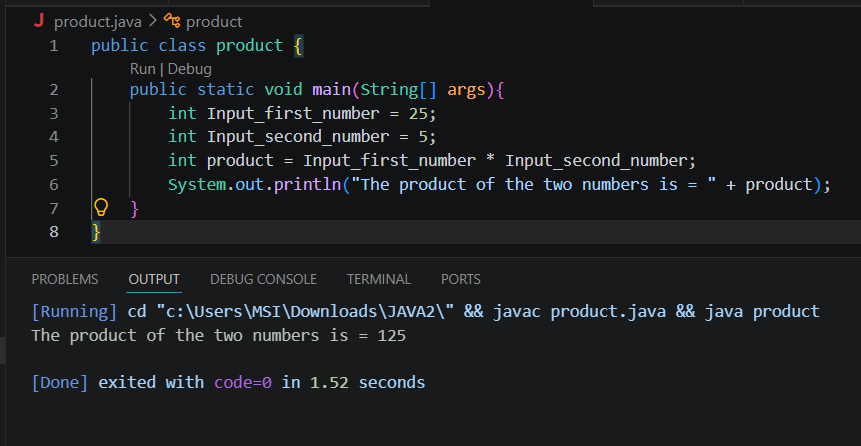 J product.java > product
1 public class product {
Run | Debug
2 public static void main(String[] args){
3 int Input_first_number = 25;
4 int Input_second_number = 5;
5 int product = Input_first_number * Input_second_number;
6 System.out.println("The product of the two numbers is = " + product);
7 }
8 }
PROBLEMS OUTPUT DEBUG CONSOLE TERMINAL PORTS
[Running] cd "c:\Users\MSI\Downloads\JAVA2\" && javac product.java && java product
The product of the two numbers is = 125
[Done] exited with code=0 in 1.52 seconds